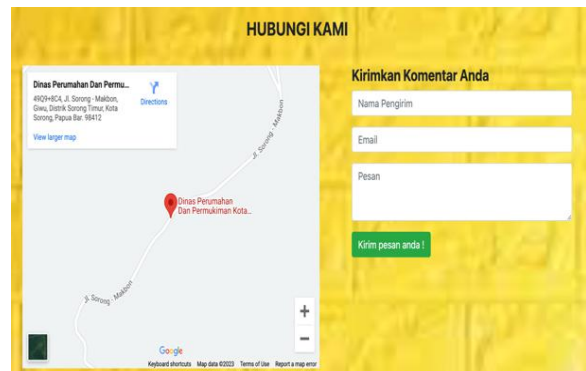 HUBUNGI KAMI
Dinas Perumahan Dan Permu...
49Q9+8C4, Jl. Sorong - Makbon,
Giwu, Distrik Sorong Timur, Kota
Sorong, Papua Bar. 98412
Directions
View larger map
Jl. Sorong - Makbon
Dinas Perumahan
Dan Permukiman Kota...
Jl. Sorong - Makbon
+
−
Google
Keyboard shortcuts Map data ©2023 Terms of Use Report a map error
Kirimkan Komentar Anda
Nama Pengirim
Email
Pesan
Kirim pesan anda !